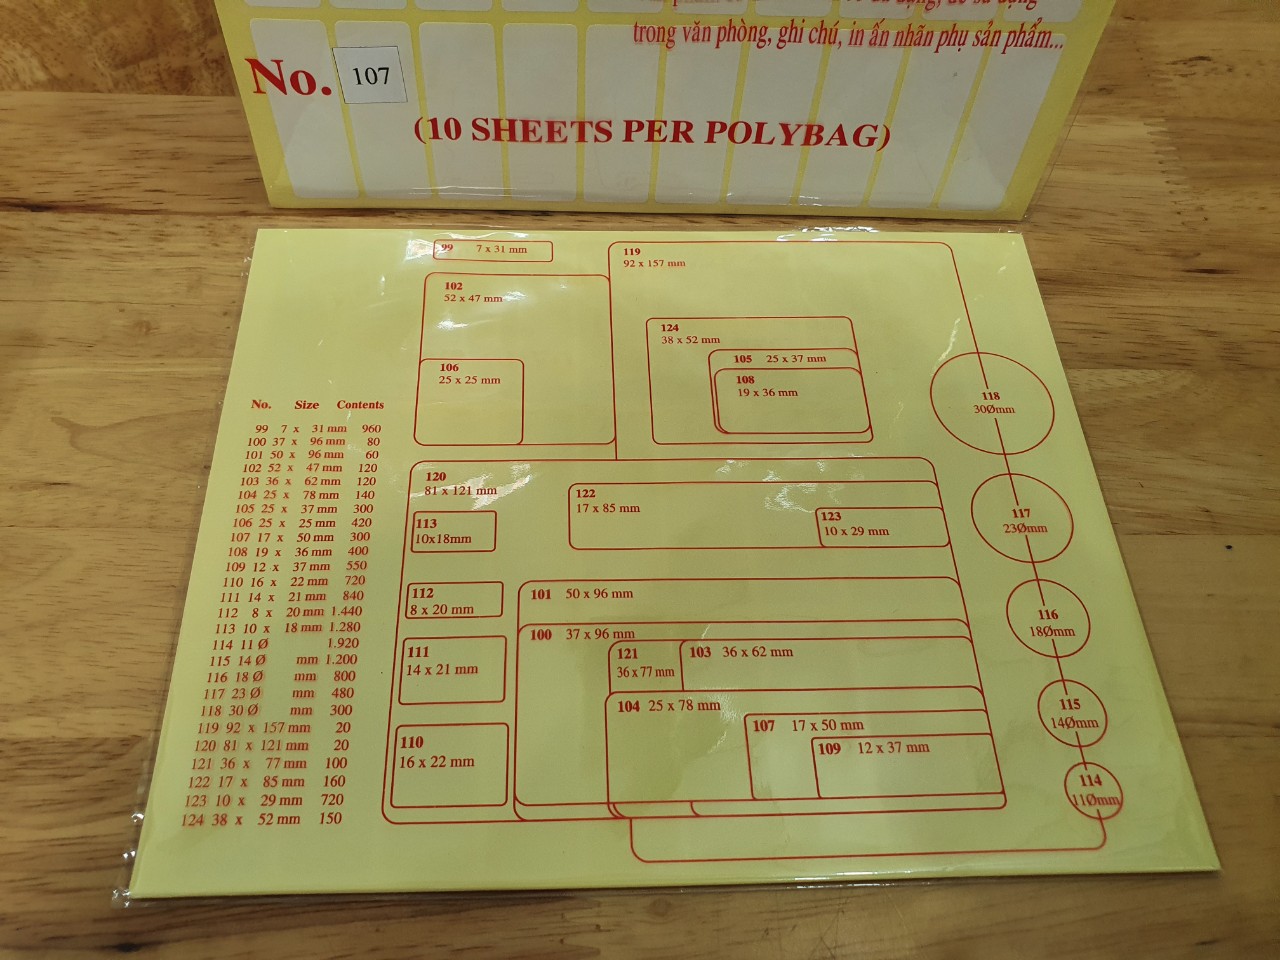 trong văn phòng, ghi chú, in ấn nhãn phụ sản phẩm...
No. 107
(10 SHEETS PER POLYBAG)
99 7 x 31 mm
119
92 x 157 mm
102
52 x 47 mm
124
38 x 52 mm
105 25 x 37 mm
106
25 x 25 mm
108
19 x 36 mm
118
30Ømm
No. Size Contents
99 7 x 31 mm 960
100 37 x 96 mm 80
101 50 x 96 mm 60
102 52 x 47 mm 120
103 36 x 62 mm 120
104 25 x 78 mm 140
105 25 x 37 mm 300
106 25 x 25 mm 420
107 17 x 50 mm 300
108 19 x 36 mm 400
109 12 x 37 mm 550
110 16 x 22 mm 720
111 14 x 21 mm 840
112 8 x 20 mm 1.440
113 10 x 18 mm 1.280
114 11 Ø 1.920
115 14 Ø mm 1.200
116 18 Ø mm 800
117 23 Ø mm 480
118 30 Ø mm 300
119 92 x 157 mm 20
120 81 x 121 mm 20
121 36 x 77 mm 100
122 17 x 85 mm 160
123 10 x 29 mm 720
124 38 x 52 mm 150
120
81 x 121 mm
122
17 x 85 mm
113
10x18mm
123
10 x 29 mm
117
23Ømm
112
8 x 20 mm
101 50 x 96 mm
116
18Ømm
100 37 x 96 mm
111
14 x 21 mm
121
36 x 77 mm
103 36 x 62 mm
104 25 x 78 mm
115
14Ømm
107 17 x 50 mm
110
16 x 22 mm
109 12 x 37 mm
114
11Ømm